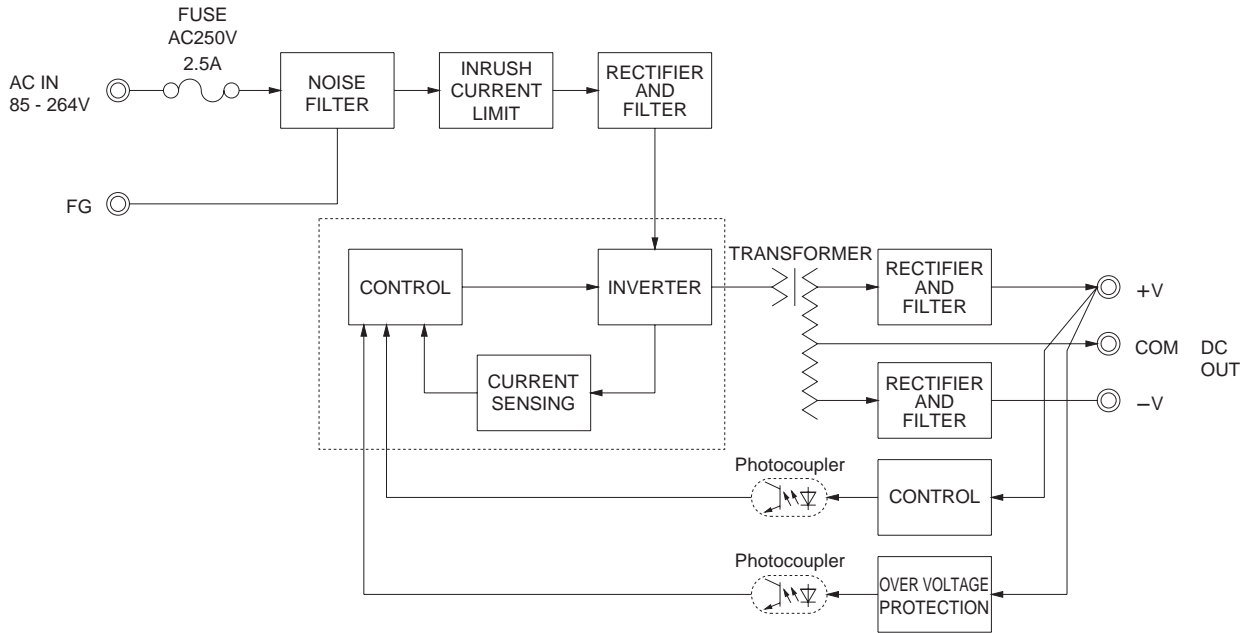 FUSE
AC250V
2.5A
AC IN
85 - 264V
NOISE
FILTER
INRUSH
CURRENT
LIMIT
RECTIFIER
AND
FILTER
FG
CONTROL
INVERTER
TRANSFORMER
RECTIFIER
AND
FILTER
+V
CURRENT
SENSING
COM
DC
OUT
RECTIFIER
AND
FILTER
−V
Photocoupler
CONTROL
Photocoupler
OVER VOLTAGE
PROTECTION